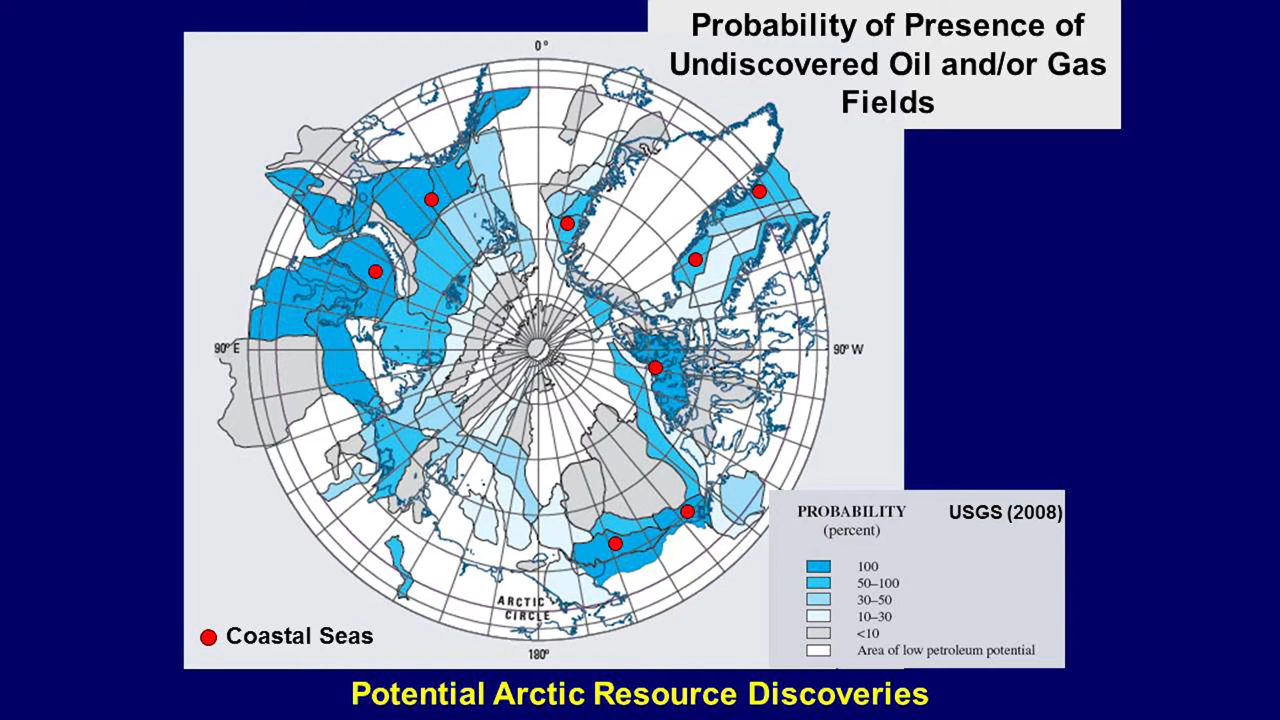 Probability of Presence of
Undiscovered Oil and/or Gas
Fields
0°
90° E
90° W
ARCTIC
CIRCLE
180°
Coastal Seas
PROBABILITY
(percent)
USGS (2008)
100
50–100
30–50
10–30
<10
Area of low petroleum potential
Potential Arctic Resource Discoveries